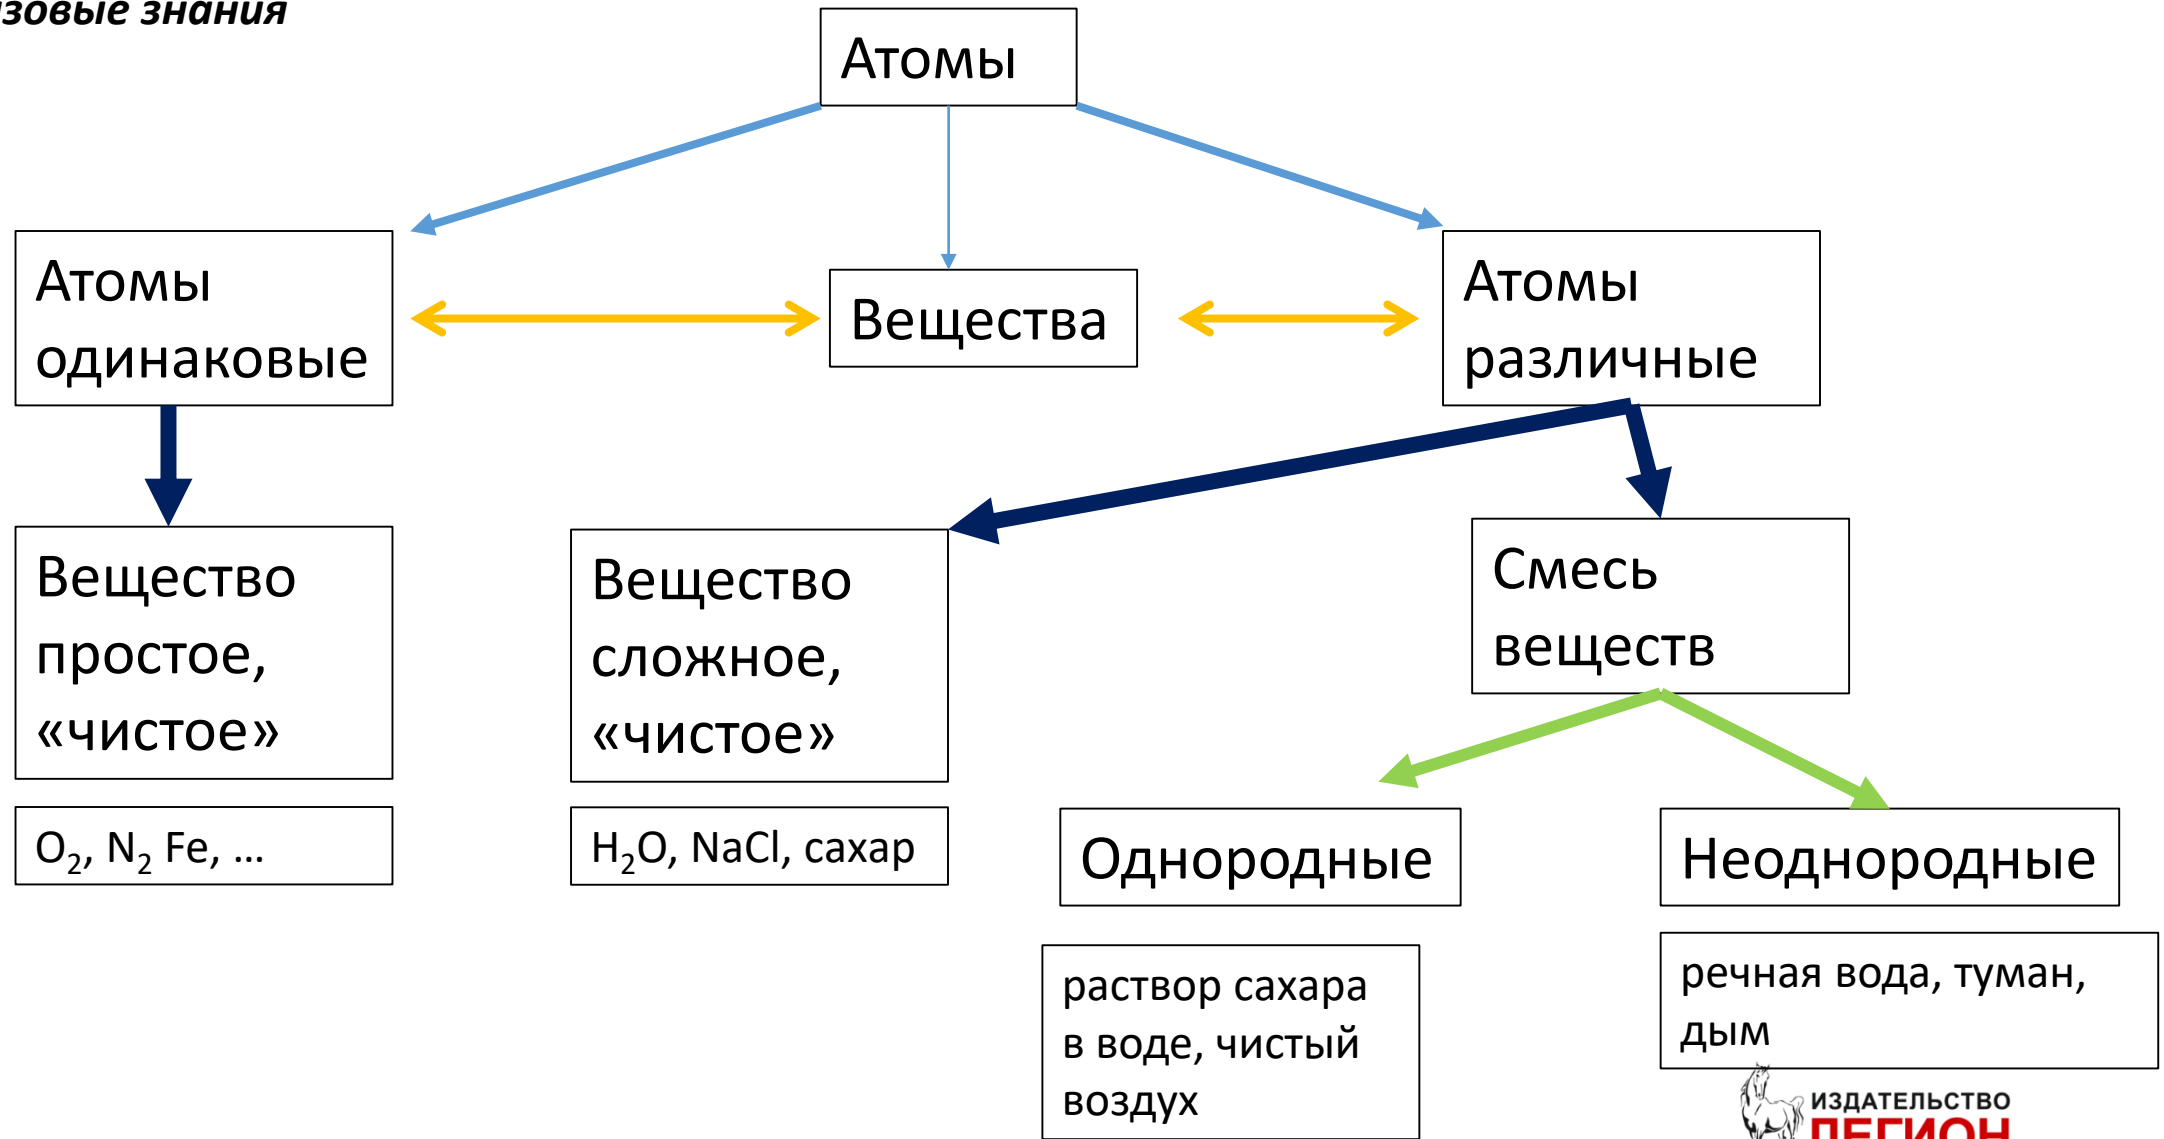 зовые знания
Атомы
Атомы
одинаковые
Вещества
Атомы
различные
Вещество
простое,
«чистое»
Вещество
сложное,
«чистое»
Смесь
веществ
O₂, N₂ Fe, …
H₂O, NaCl, сахар
Однородные
Неоднородные
раствор сахара
в воде, чистый
воздух
речная вода, туман,
дым
ИЗДАТЕЛЬСТВО
ЛЕГИОН